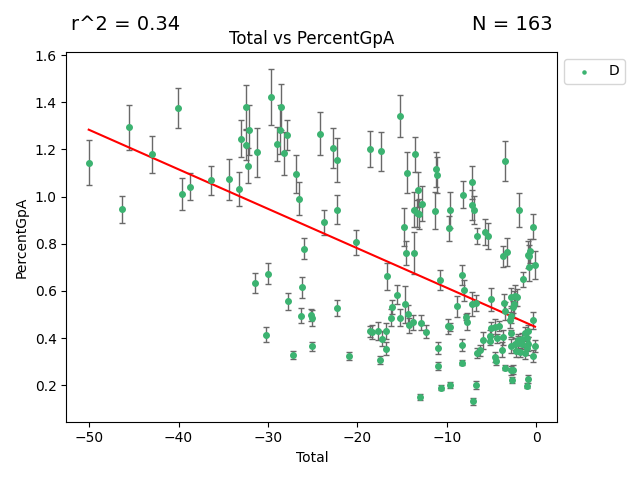 r^2 = 0.34 N = 163
Total vs PercentGpA
D
1.6
1.4
1.2
1.0
0.8
0.6
0.4
0.2
PercentGpA
−50 −40 −30 −20 −10 0
Total